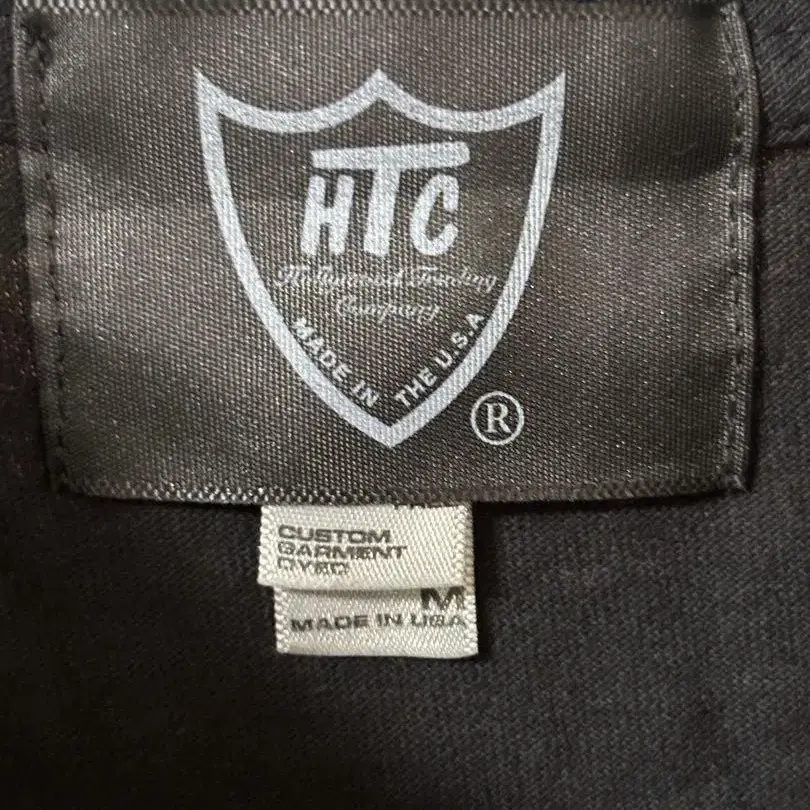 HTC
Hollywood Trading
Company
MADE IN THE U.S.A
®
CUSTOM
GARMENT
DYED
M
MADE IN USA